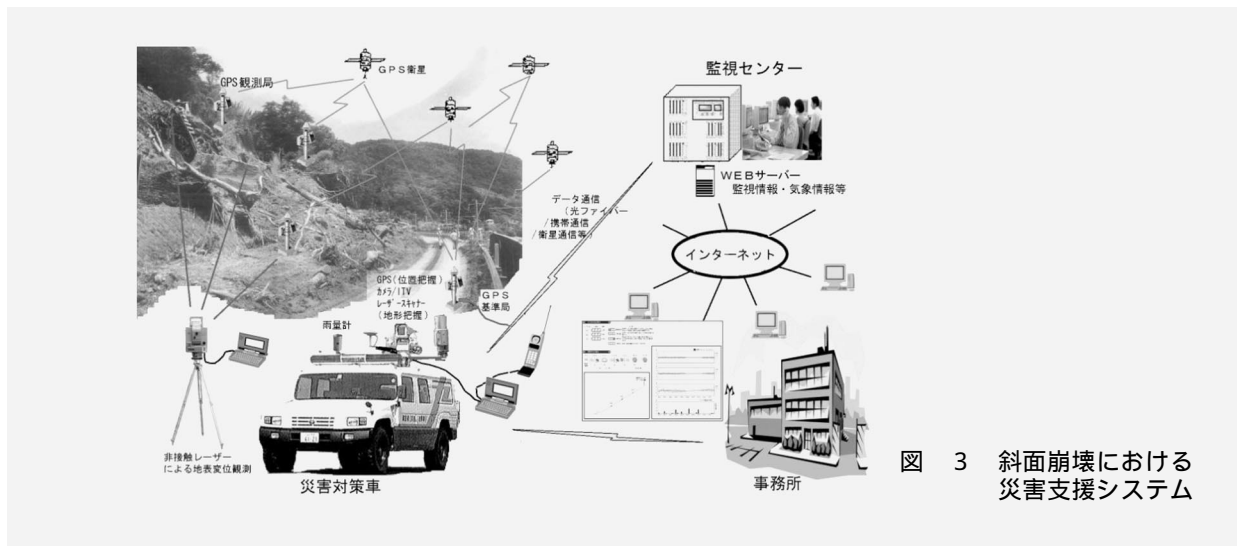 GPS観測局
GPS衛星
監視センター
WEBサーバー
監視情報・気象情報等
データ通信
(光ファイバー
/携帯通信
/衛星通信等)
インターネット
GPS(位置把握)
カメラ/ITV
レーザースキャナー
(地形把握)
GPS
基準局
雨量計
非接触レーザー
による地表変位観測
災害対策車
事務所
図 3 斜面崩壊における
災害支援システム